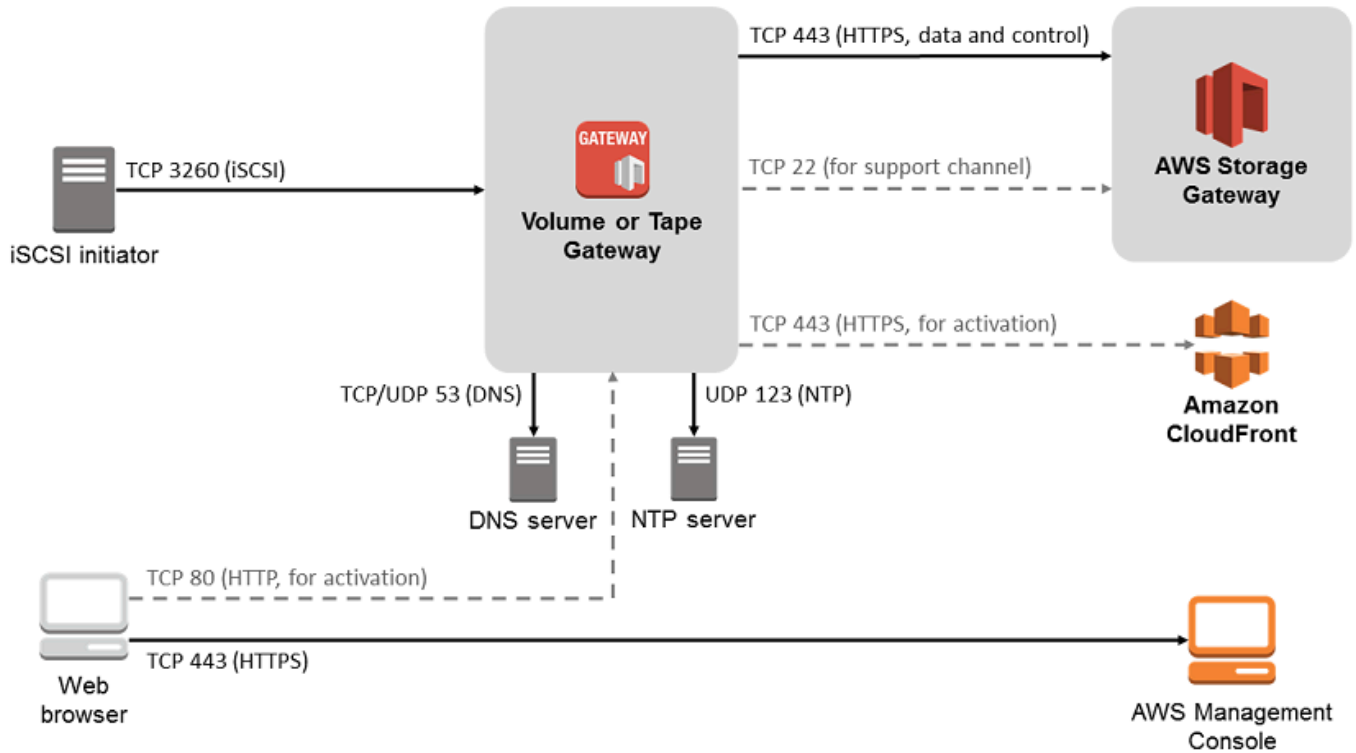 TCP 443 (HTTPS, data and control)
GATEWAY
TCP 3260 (iSCSI)
TCP 22 (for support channel)
AWS Storage
Gateway
Volume or Tape
Gateway
iSCSI initiator
TCP 443 (HTTPS, for activation)
TCP/UDP 53 (DNS)
UDP 123 (NTP)
Amazon
CloudFront
DNS server
NTP server
TCP 80 (HTTP, for activation)
TCP 443 (HTTPS)
Web
browser
AWS Management
Console